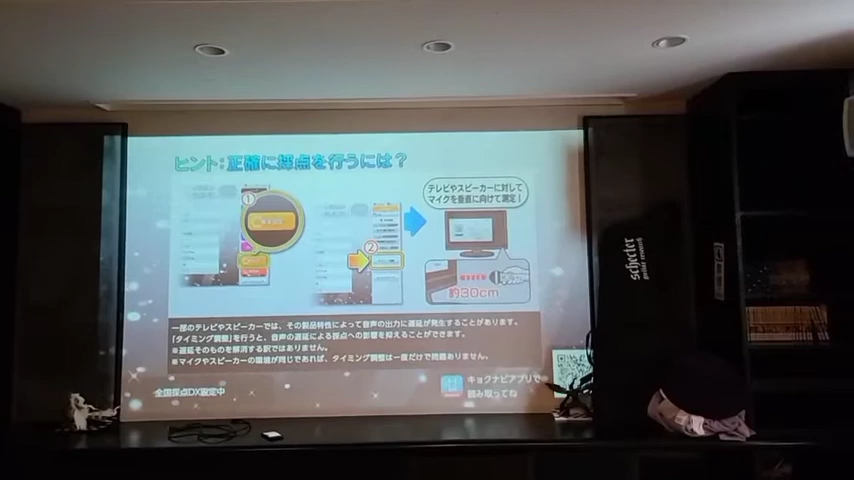 ヒント:正確に採点を行うには?
①
②
テレビやスピーカーに対して
マイクを垂直に向けて測定!
約30cm
一部のテレビやスピーカーでは、その製品特性によって音声の出力に遅延が発生することがあります。
「タイミング調整」を行うと、音声の遅延による採点への影響を抑えることができます。
※遅延そのものを解消する訳ではありません。
※マイクやスピーカーの環境が同じであれば、タイミング調整は一度だけで問題ありません。
全国採点DX設定中
キョクナビアプリで
読み取ってね
schecter
guitar research